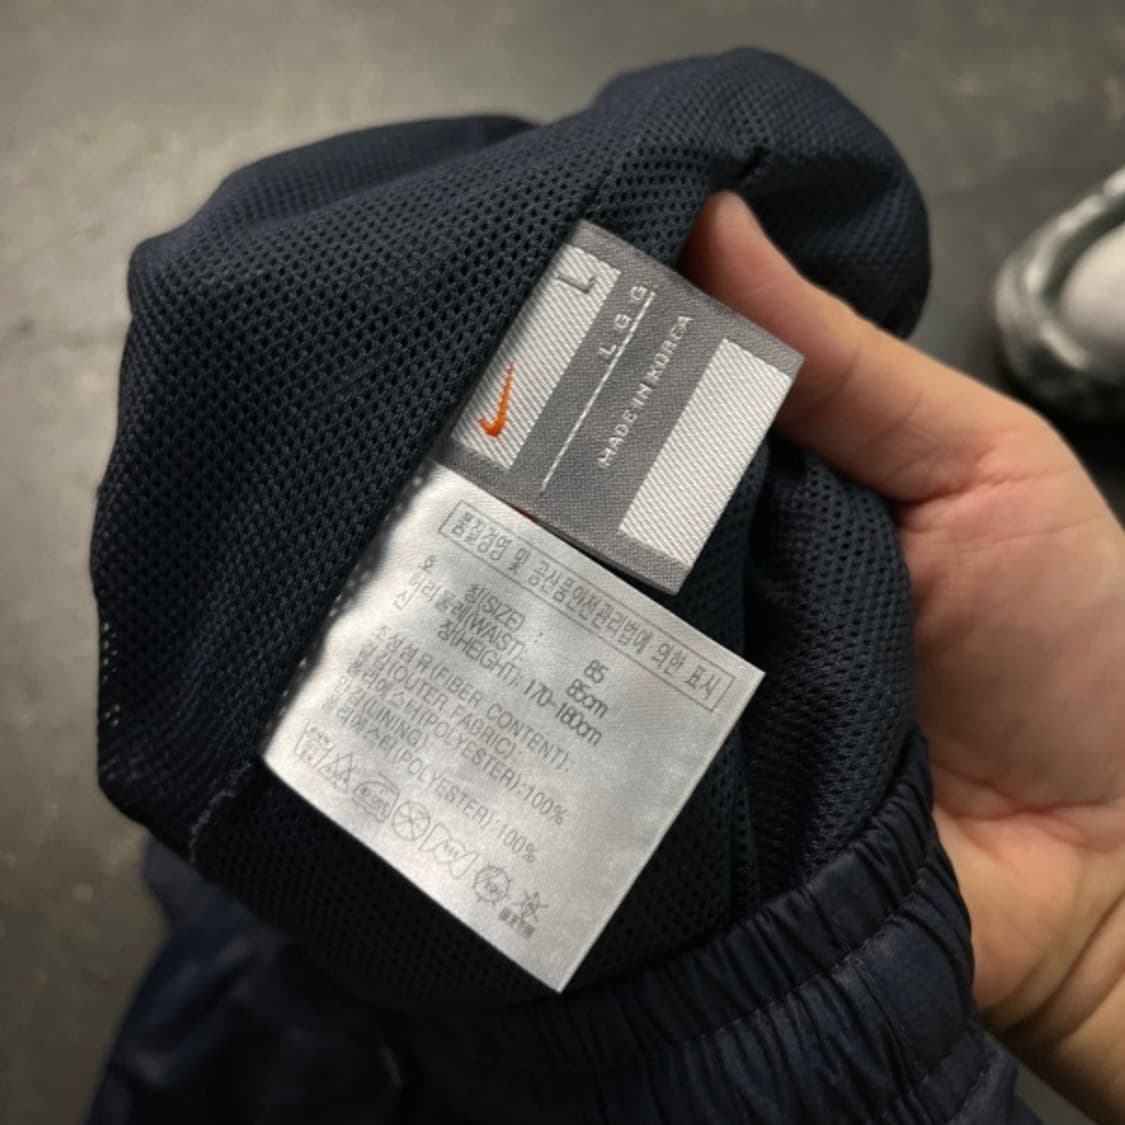 L
L G G
MADE IN KOREA
품질경영 및 공산품안전관리법에 의한 표시
호 칭(SIZE) : 85
허리둘레(WAIST): 85cm
신 장(HEIGHT): 170-180cm
조성섬유(FIBER CONTENT):
겉감(OUTER FABRIC)
폴리에스터(POLYESTER):100%
안감(LINING)
폴리에스터(POLYESTER):100%